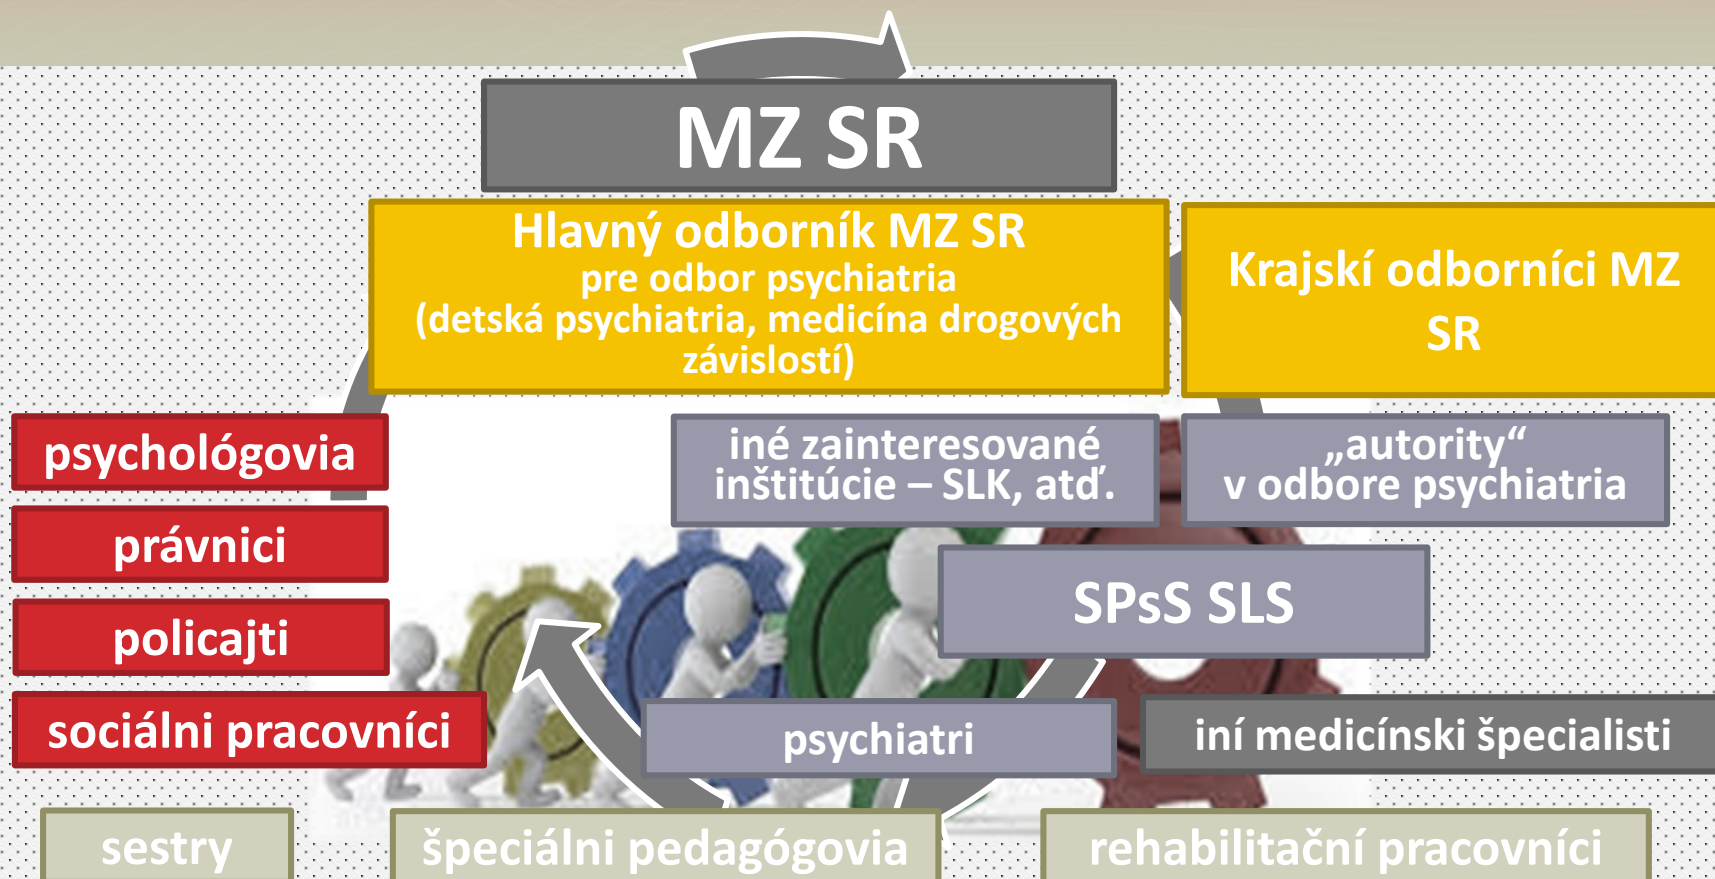 MZ SR
Hlavný odborník MZ SR
pre odbor psychiatria
(detská psychiatria, medicína drogových
závislostí)
Krajskí odborníci MZ
SR
psychológovia
iné zainteresované
inštitúcie – SLK, atď.
„autority“
v odbore psychiatria
právnici
SPsS SLS
policajti
sociálni pracovníci
psychiatri
iní medicínski špecialisti
sestry
špeciálni pedagógovia
rehabilitační pracovníci